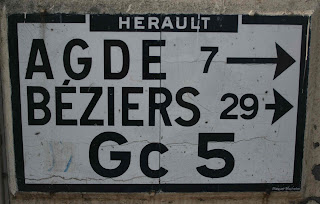 HERAULT
AGDE 7
BÉZIERS 29
Gc 5